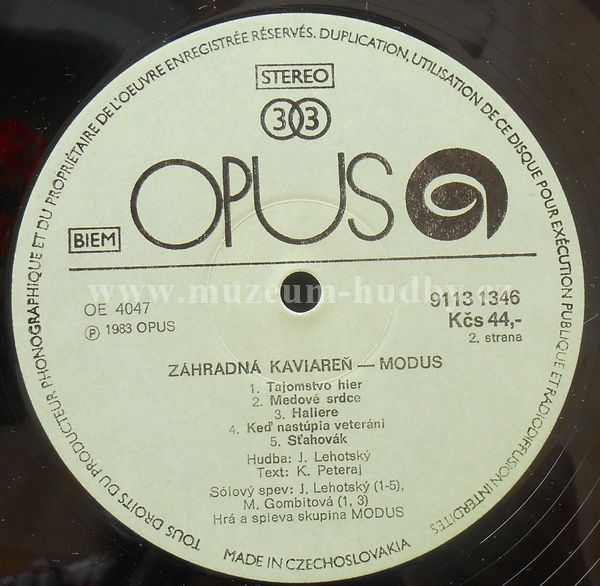 TOUS DROITS DU PRODUCTEUR PHONOGRAPHIQUE ET DU PROPRIÉTAIRE DE L'OEUVRE ENREGISTRÉE RÉSERVÉS. DUPLICATION, UTILISATION DE CE DISQUE POUR EXÉCUTION PUBLIQUE ET RADIODIFFUSION INTERDITES
STEREO
33
OPUS
BIEM
www.muzeum-hudby.cz
OE 4047
9113 1346
℗ 1983 OPUS
Kčs 44,-
2. strana
ZÁHRADNÁ KAVIAREŇ — MODUS
1. Tajomstvo hier
2. Medové srdce
3. Haliere
4. Keď nastúpia veteráni
5. Sťahovák
Hudba: J. Lehotský
Text: K. Peteraj
Sólový spev: J. Lehotský (1-5),
M. Gombitová (1, 3)
Hrá a spieva skupina MODUS
MADE IN CZECHOSLOVAKIA